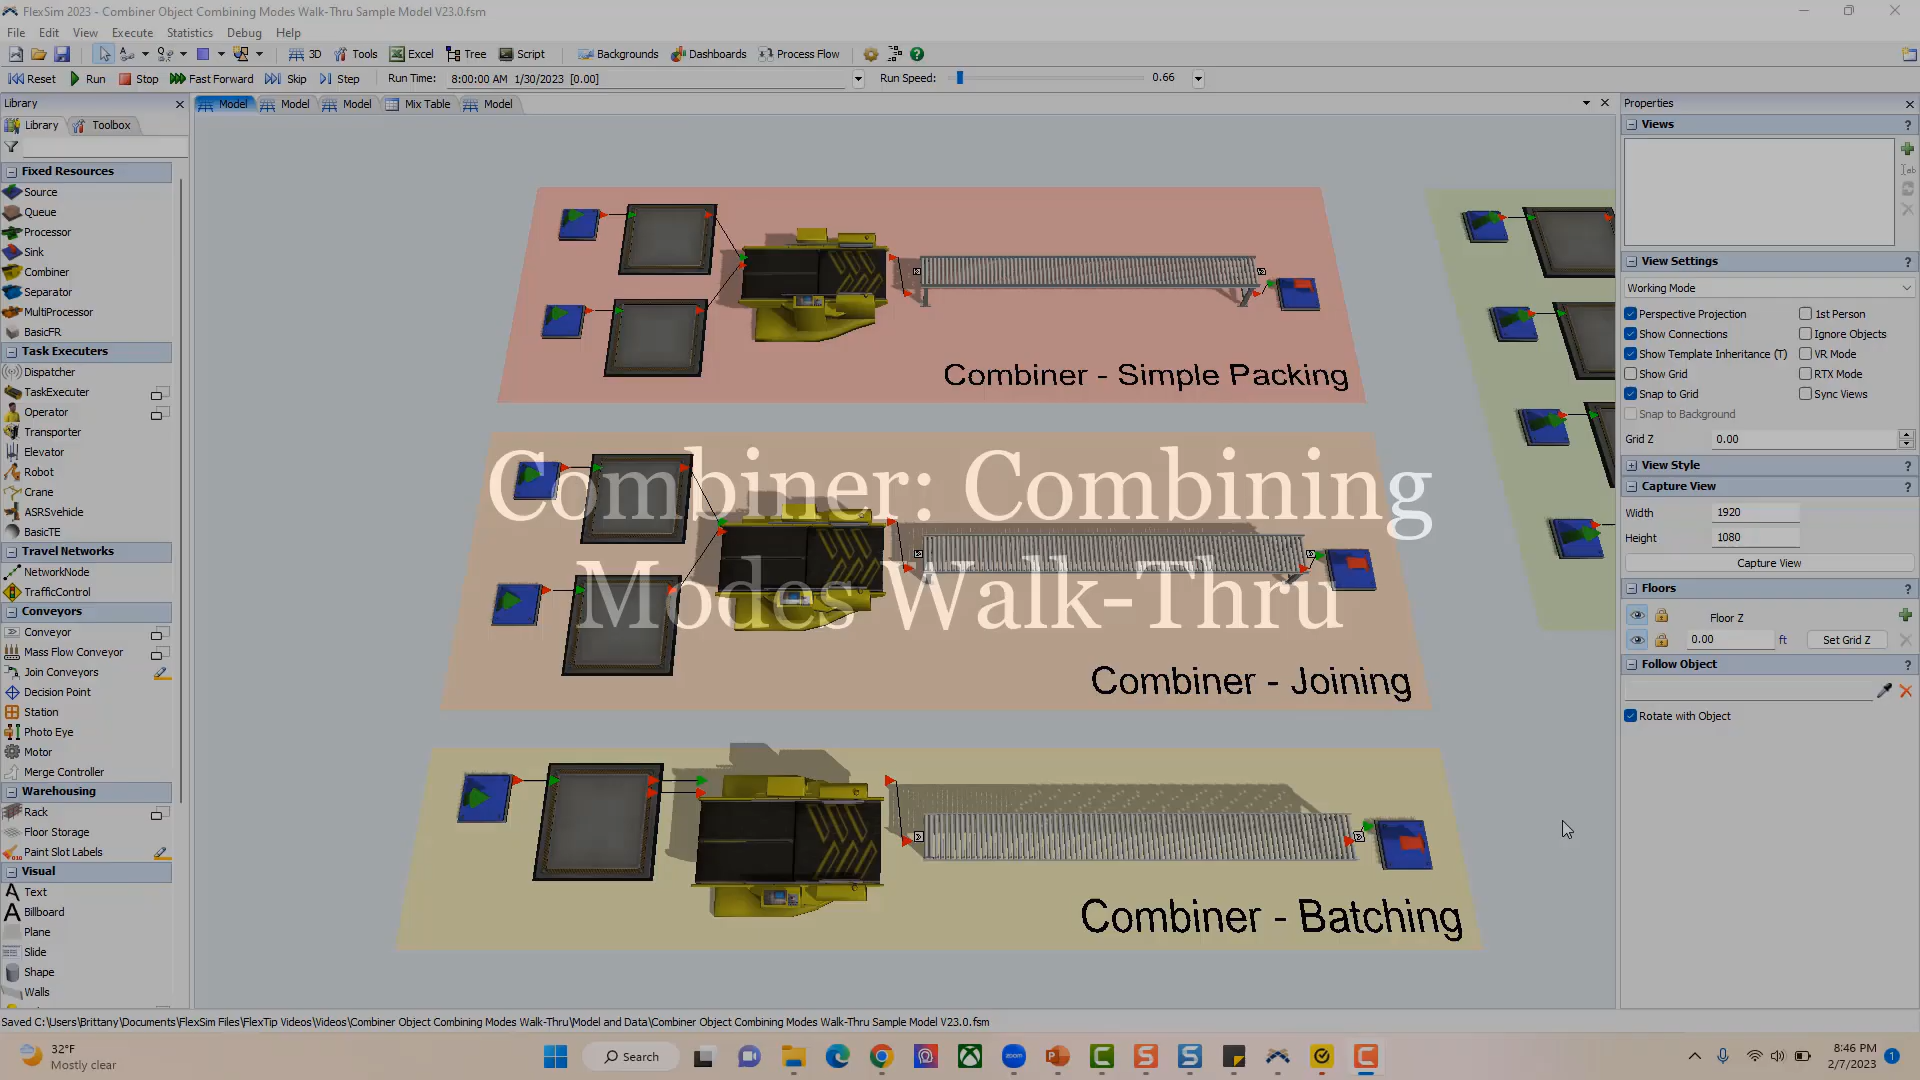 FlexSim 2023 - Combiner Object Combining Modes Walk-Thru Sample Model V23.0.fsm
File Edit View Execute Statistics Debug Help
3D Tools Excel Tree Script Backgrounds Dashboards Process Flow
Reset Run Stop Fast Forward Skip Step Run Time: 8:00:00 AM 1/30/2023 [0.00] Run Speed: 0.66
Library
Library Toolbox
Fixed Resources
Source
Queue
Processor
Sink
Combiner
Separator
MultiProcessor
BasicFR
Task Executers
Dispatcher
TaskExecuter
Operator
Transporter
Elevator
Robot
Crane
ASRSvehicle
BasicTE
Travel Networks
NetworkNode
TrafficControl
Conveyors
Conveyor
Mass Flow Conveyor
Join Conveyors
Decision Point
Station
Photo Eye
Motor
Merge Controller
Warehousing
Rack
Floor Storage
Paint Slot Labels
Visual
Text
Billboard
Plane
Slide
Shape
Walls
Model Model Model Mix Table Model
Combiner - Simple Packing
Combiner: Combining
Modes Walk-Thru
Combiner - Joining
Combiner - Batching
Properties
Views
View Settings
Working Mode
Perspective Projection 1st Person
Show Connections Ignore Objects
Show Template Inheritance (T) VR Mode
Show Grid RTX Mode
Snap to Grid Sync Views
Snap to Background
Grid Z 0.00
View Style
Capture View
Width 1920
Height 1080
Capture View
Floors
Floor Z
0.00 ft Set Grid Z
Follow Object
Rotate with Object
Saved C:\Users\Brittany\Documents\FlexSim Files\FlexTip Videos\Videos\Combiner Object Combining Modes Walk-Thru\Model and Data\Combiner Object Combining Modes Walk-Thru Sample Model V23.0.fsm
32°F
Mostly clear
Search
zoom
8:46 PM
2/7/2023
1